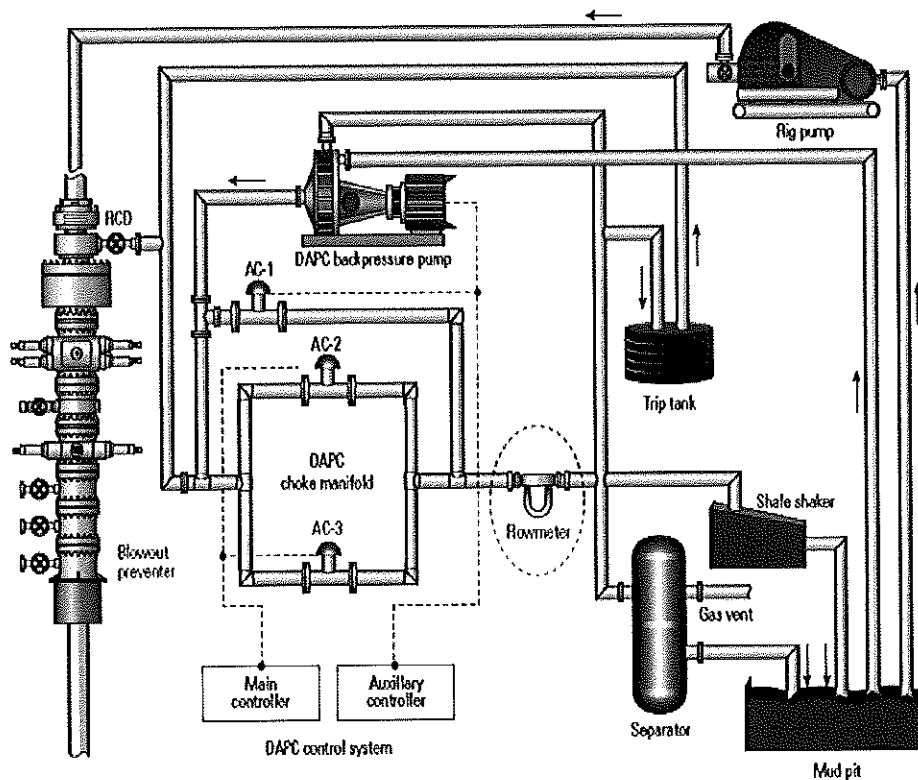 Rig pump
RCD
DAPC backpressure pump
AC-1
AC-2
Trip tank
DAPC
choke manifold
Shale shaker
AC-3
Flowmeter
Blowout
preventer
Gas vent
Main
controller
Auxiliary
controller
Separator
DAPC control system
Mud pit